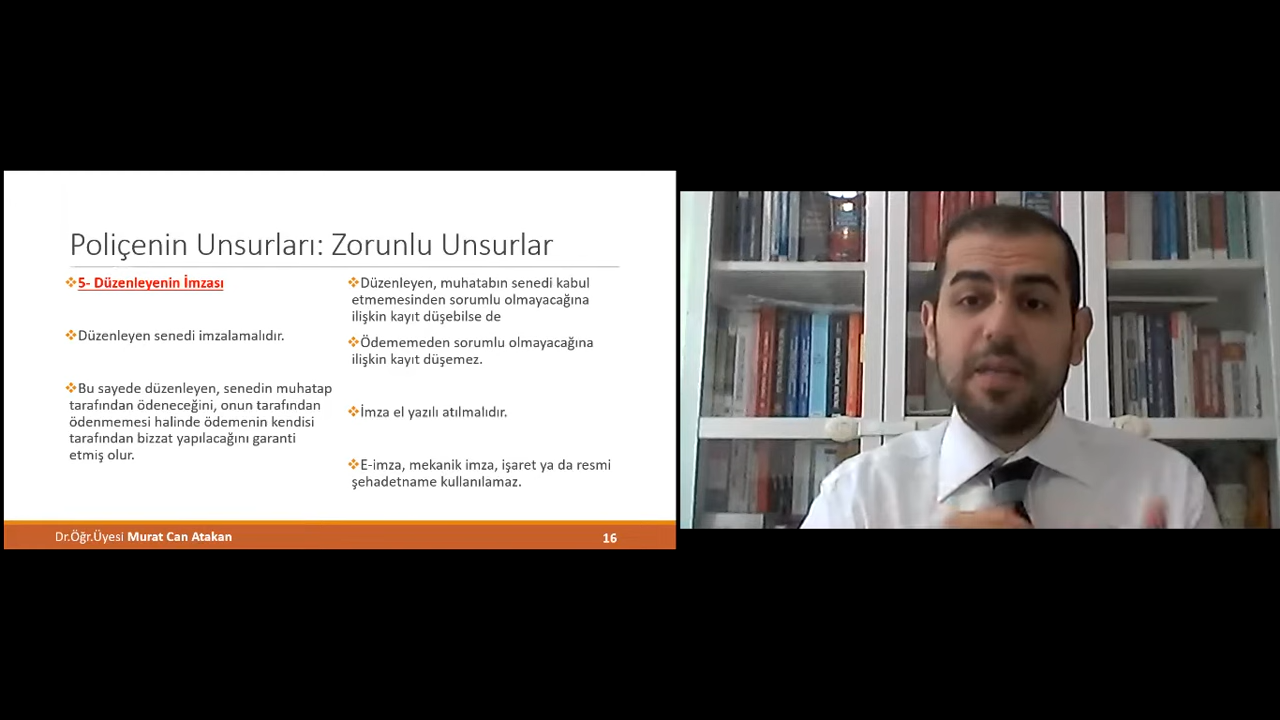 Poliçenin Unsurları: Zorunlu Unsurlar
❖5- Düzenleyenin İmzası
❖Düzenleyen senedi imzalamalıdır.
❖Bu sayede düzenleyen, senedin muhatap
tarafından ödeneceğini, onun tarafından
ödenmemesi halinde ödemenin kendisi
tarafından bizzat yapılacağını garanti
etmiş olur.
❖Düzenleyen, muhatabın senedi kabul
etmemesinden sorumlu olmayacağına
ilişkin kayıt düşebilse de
❖Ödememeden sorumlu olmayacağına
ilişkin kayıt düşemez.
❖İmza el yazılı atılmalıdır.
❖E-imza, mekanik imza, işaret ya da resmi
şehadetname kullanılamaz.
Dr.Öğr.Üyesi Murat Can Atakan
16